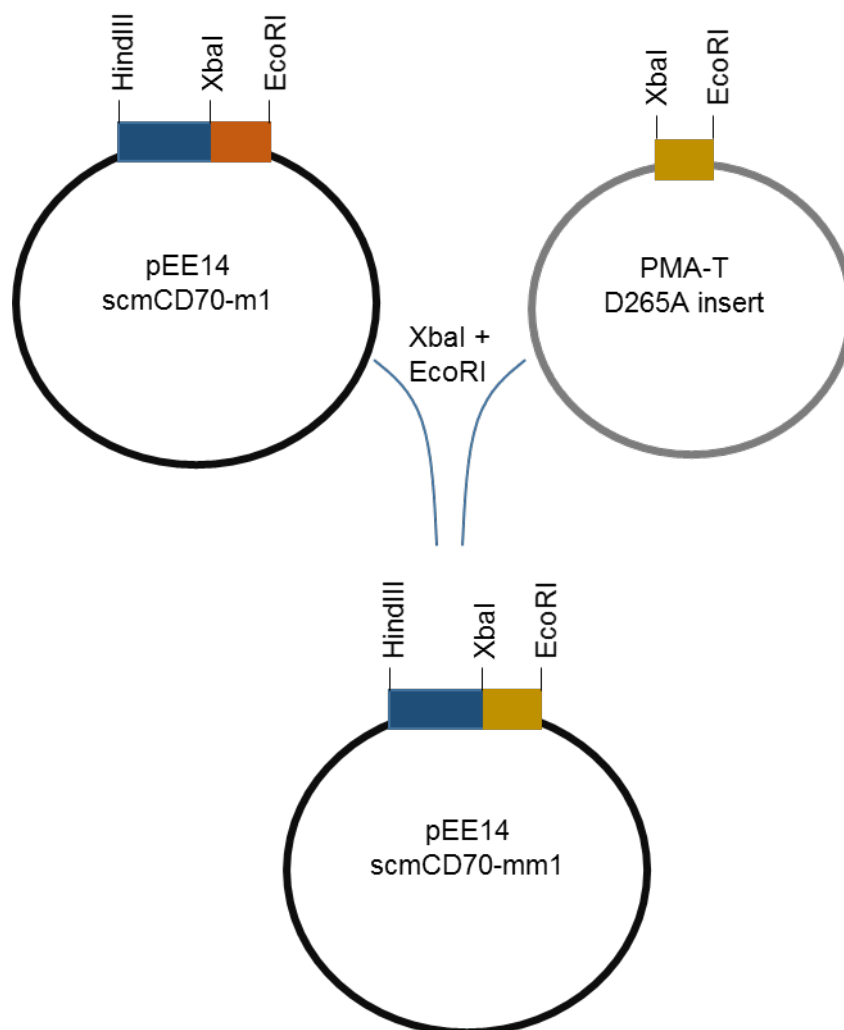 HindIII
XbaI
EcoRI
XbaI
EcoRI
pEE14
scmCD70-m1
PMA-T
D265A insert
XbaI +
EcoRI
HindIII
XbaI
EcoRI
pEE14
scmCD70-mm1